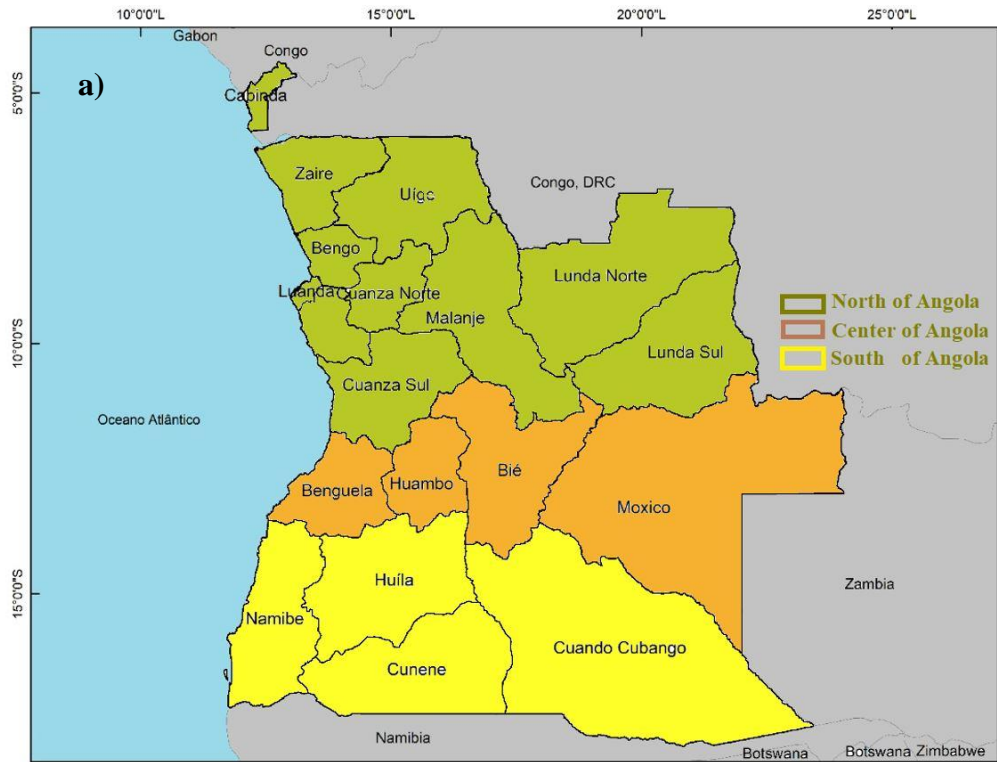 10°0'0"L
15°0'0"L
20°0'0"L
25°0'0"L
Gabon
Congo
a)
5°0'0"S
Cabinda
Zaire
Uíge
Congo, DRC
Bengo
Lunda Norte
Luanda
Cuanza Norte
Malanje
North of Angola
Center of Angola
South of Angola
10°0'0"S
Lunda Sul
Cuanza Sul
Oceano Atlântico
Benguela
Huambo
Bié
Moxico
Huíla
Zambia
15°0'0"S
Namibe
Cunene
Cuando Cubango
Namibia
Botswana
Botswana
Zimbabwe